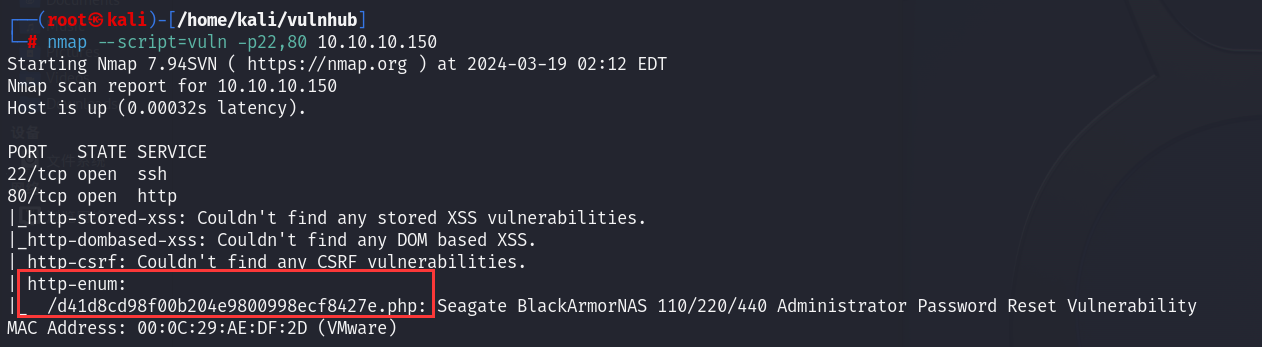 ┌──(root㉿kali)-[/home/kali/vulnhub]
└─# nmap --script=vuln -p22,80 10.10.10.150
Starting Nmap 7.94SVN ( https://nmap.org ) at 2024-03-19 02:12 EDT
Nmap scan report for 10.10.10.150
Host is up (0.00032s latency).

PORT   STATE SERVICE
22/tcp open  ssh
80/tcp open  http
|_http-stored-xss: Couldn't find any stored XSS vulnerabilities.
|_http-dombased-xss: Couldn't find any DOM based XSS.
|_http-csrf: Couldn't find any CSRF vulnerabilities.
| http-enum:
|_  /d41d8cd98f00b204e9800998ecf8427e.php: Seagate BlackArmorNAS 110/220/440 Administrator Password Reset Vulnerability
MAC Address: 00:0C:29:AE:DF:2D (VMware)